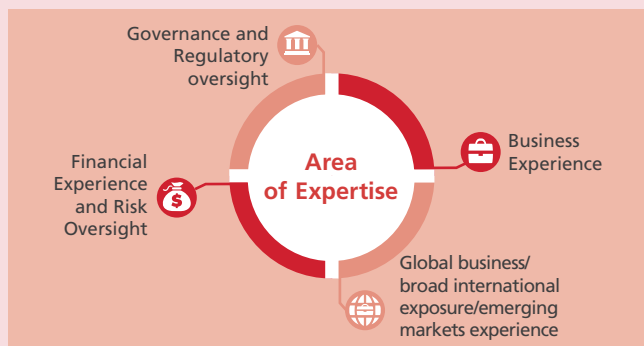 Governance and
Regulatory
oversight
Area
of Expertise
Business
Experience
Financial
Experience
and Risk
Oversight
$
Global business/
broad international
exposure/emerging
markets experience